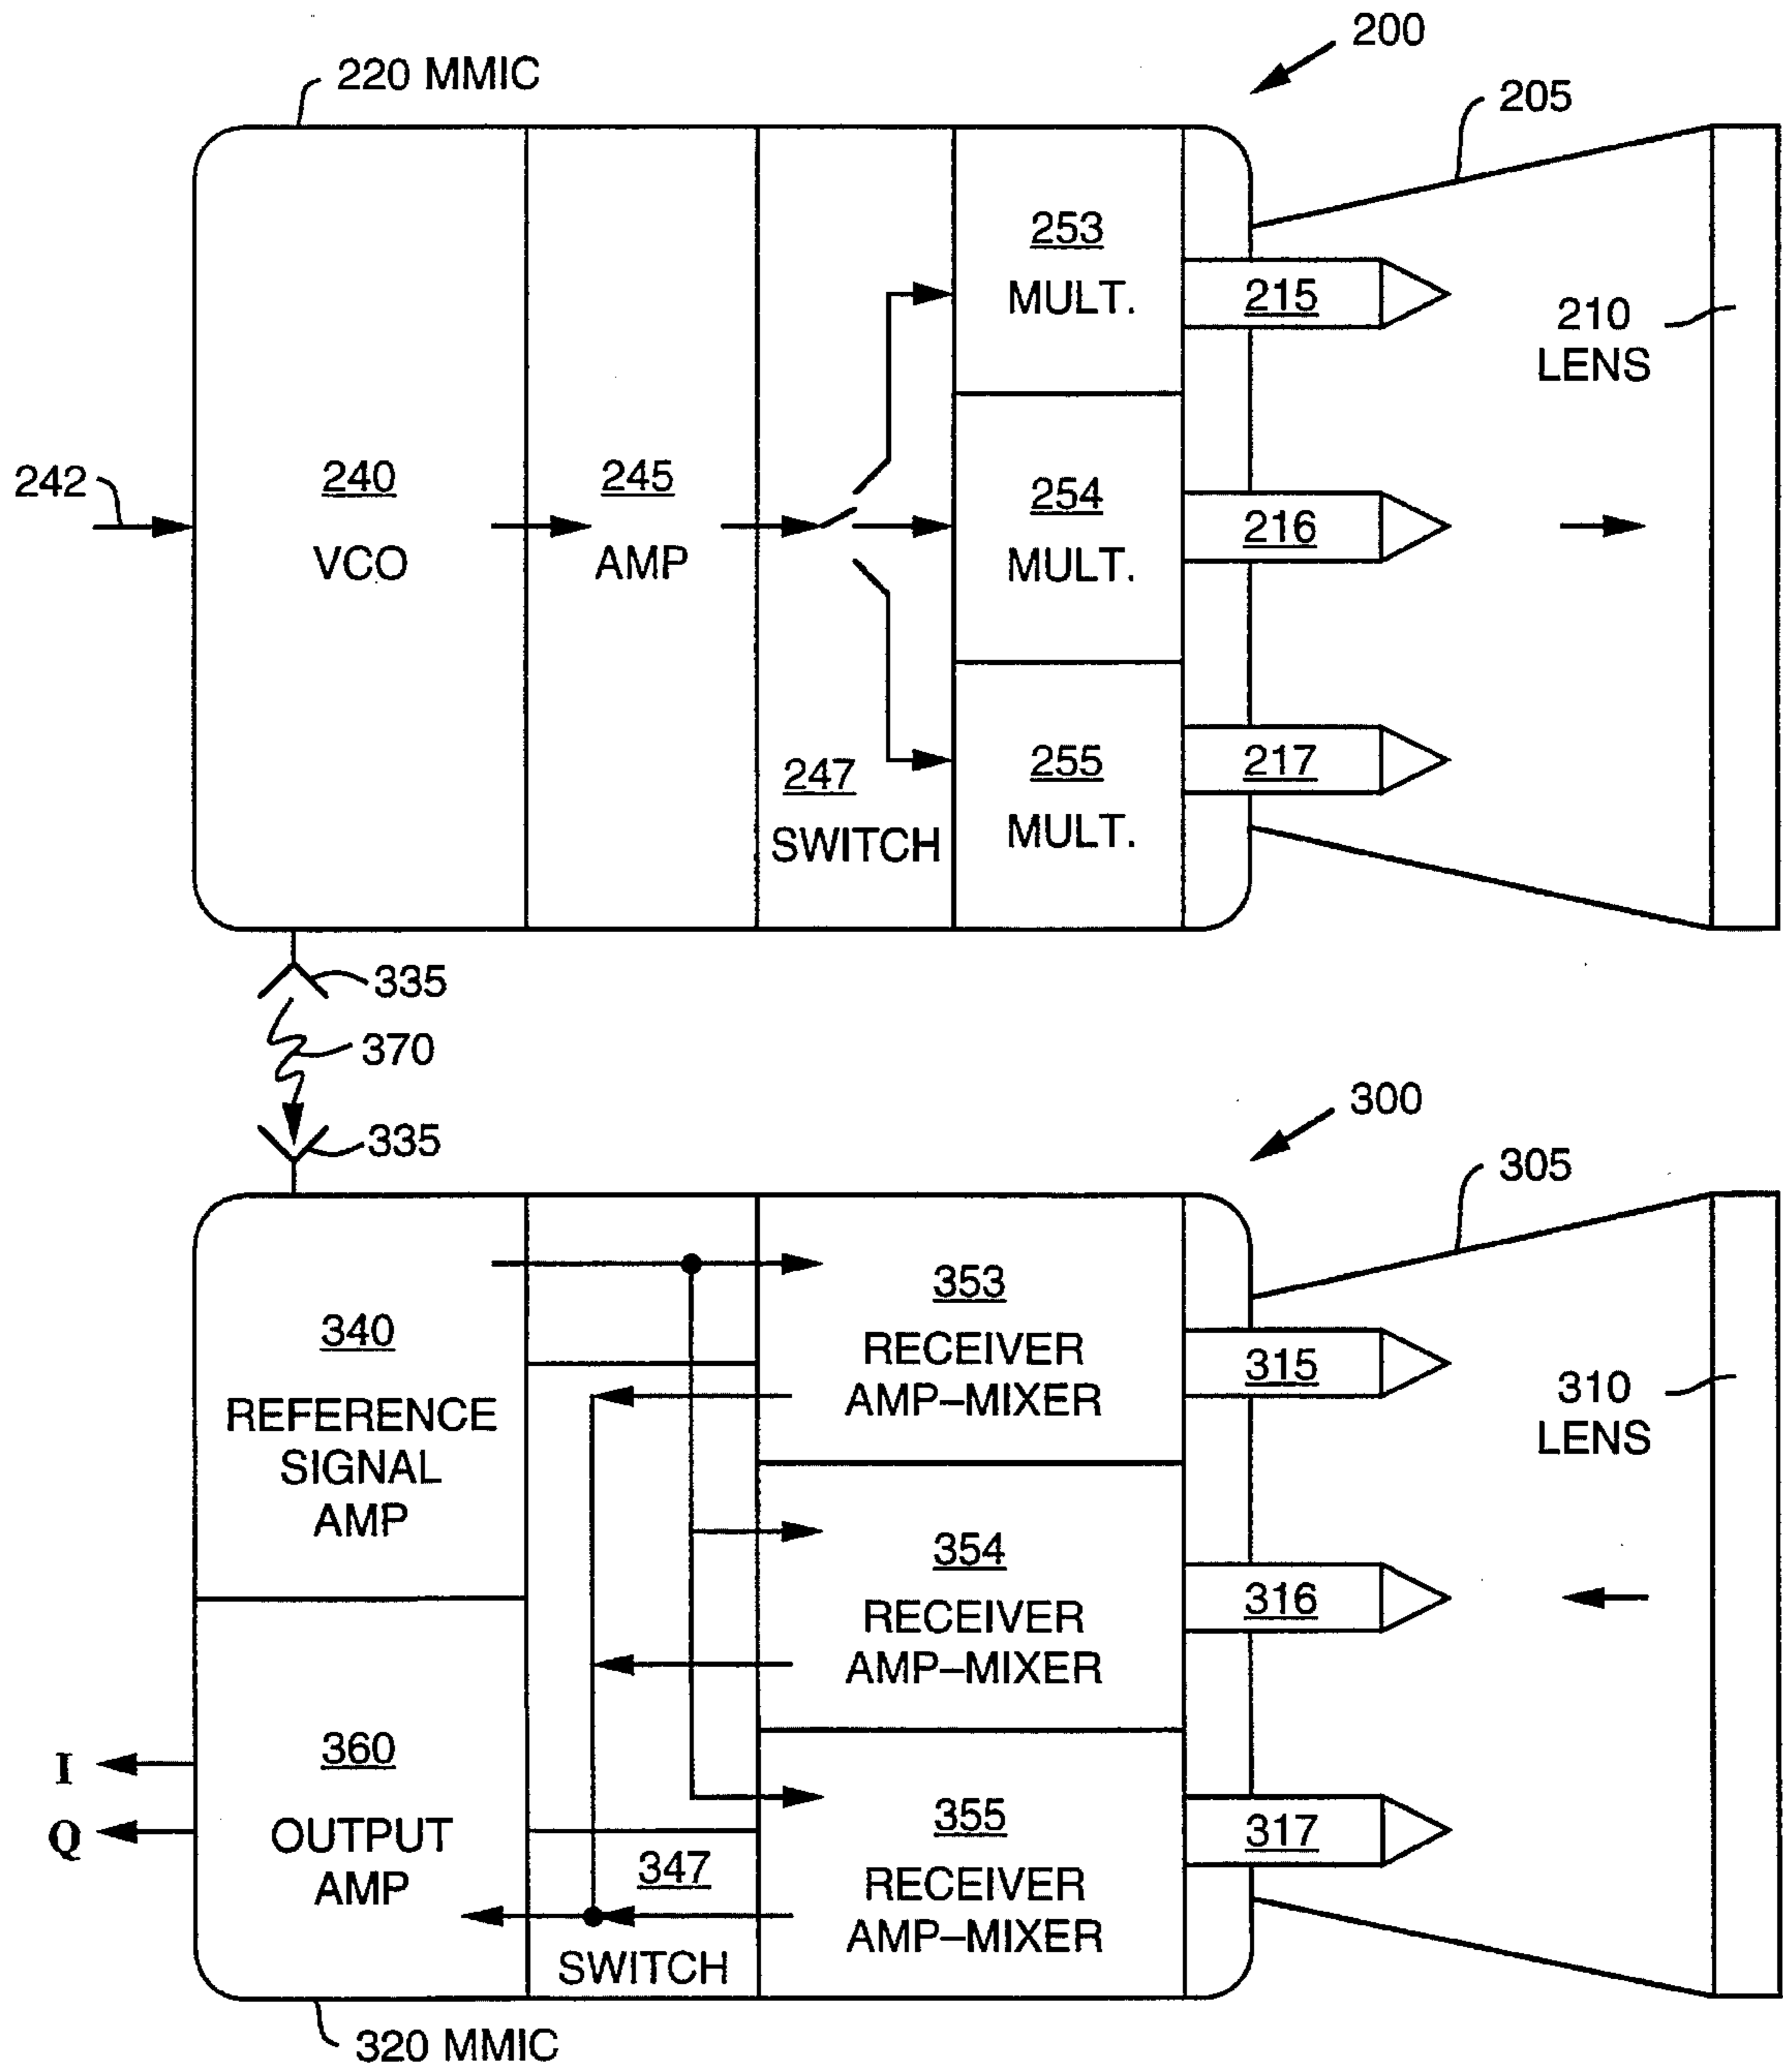 200
220 MMIC
205
253
MULT.
215
210
LENS
242
240
VCO
245
AMP
254
MULT.
216
247
SWITCH
255
MULT.
217
335
370
335
300
305
340
REFERENCE
SIGNAL
AMP
353
RECEIVER
AMP–MIXER
315
310
LENS
354
RECEIVER
AMP–MIXER
316
I
Q
360
OUTPUT
AMP
347
SWITCH
355
RECEIVER
AMP–MIXER
317
320 MMIC